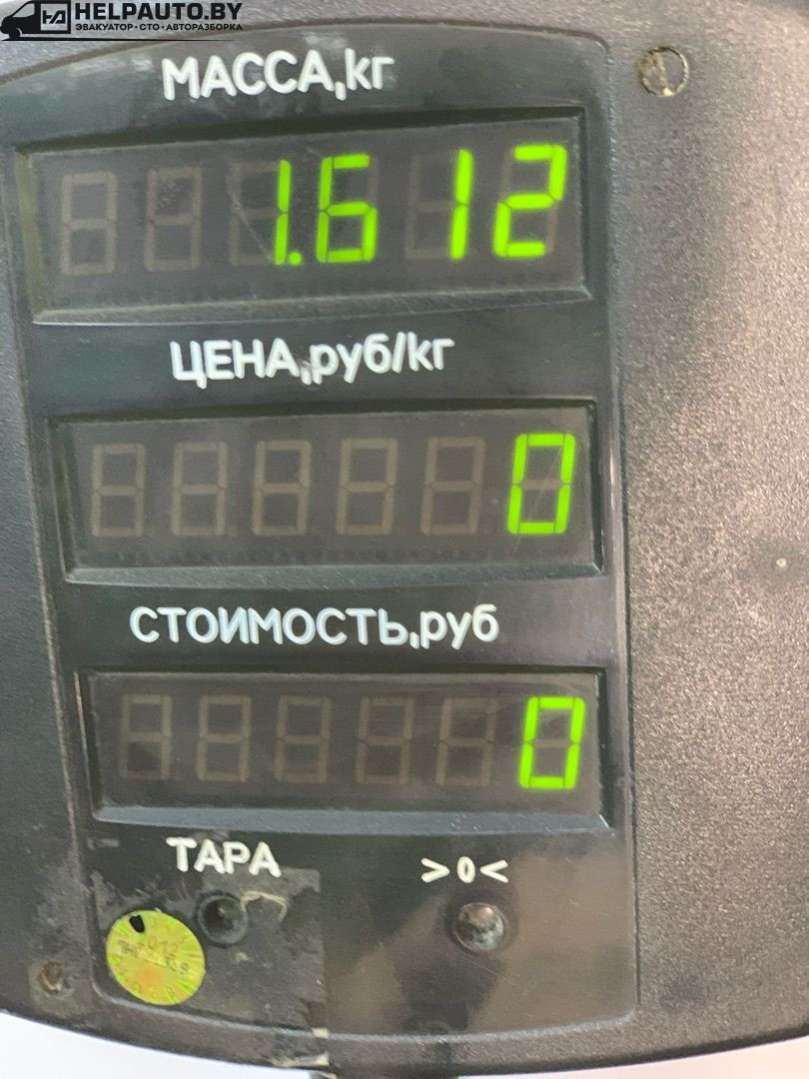 HELPAUTO.BY
ЭВАКУАТОР•СТО•АВТОРАЗБОРКА
МАССА,кг
1.612
ЦЕНА,руб/кг
0
СТОИМОСТЬ,руб
0
ТАРА >0<